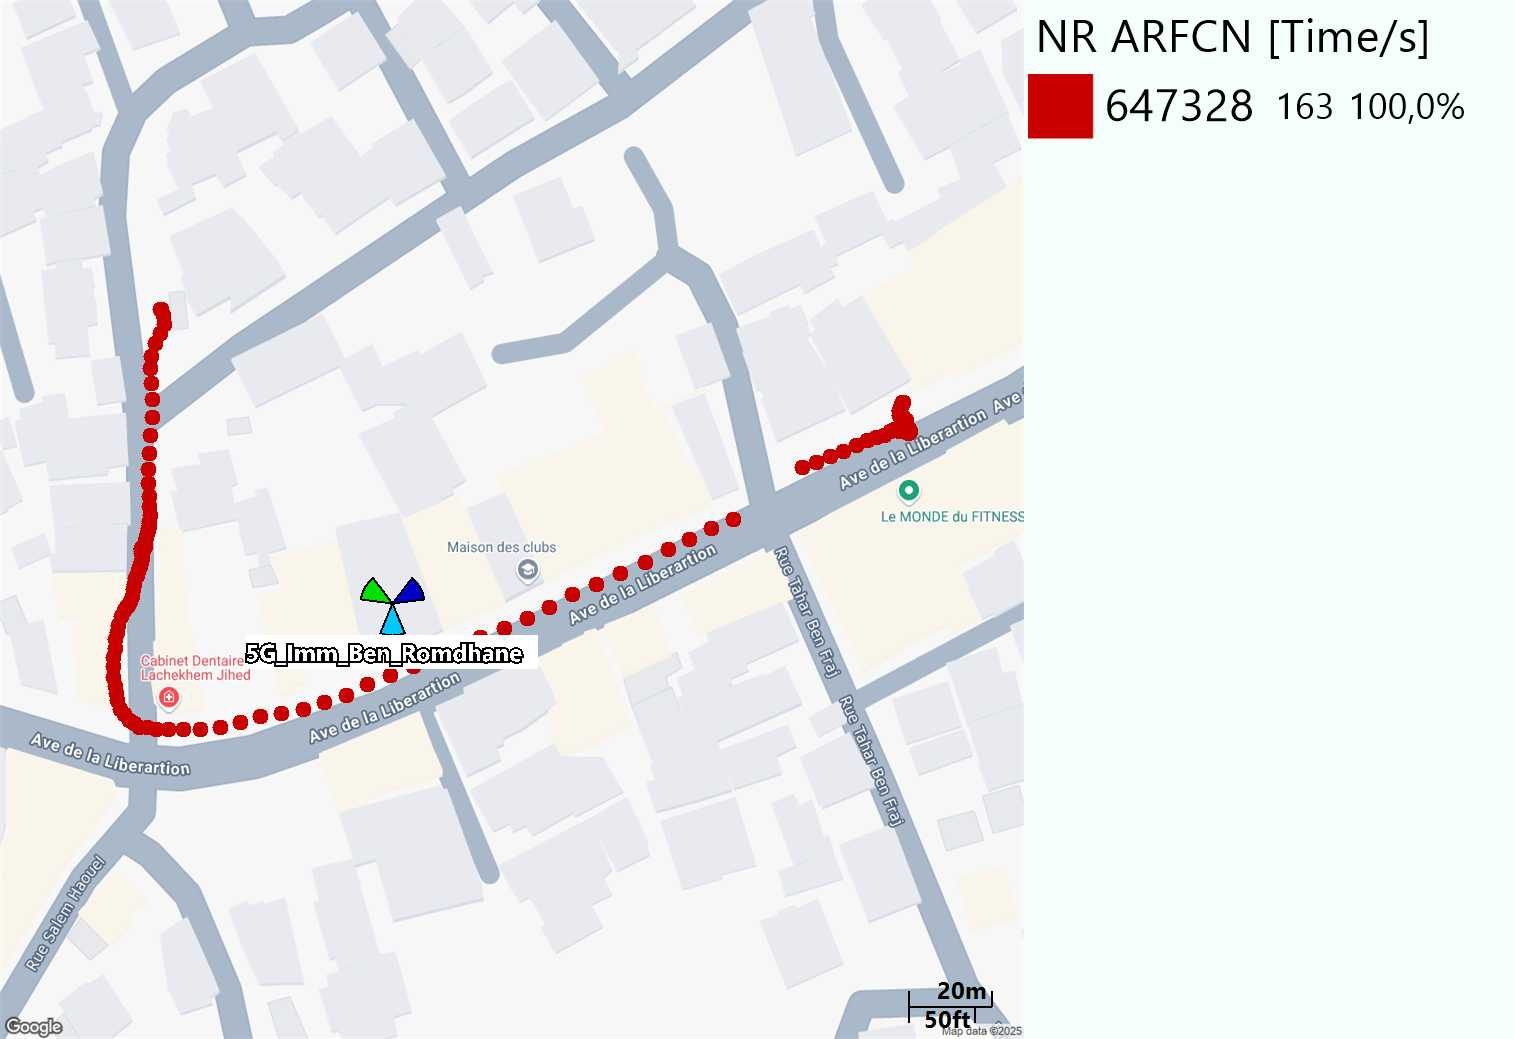 NR ARFCN [Time/s]
647328 163 100,0%
Ave de la Liberartion
Ave
Le MONDE du FITNESS
Maison des clubs
Ave de la Liberartion
Rue Tahar Ben Fraj
5G_Imm_Ben_Romdhane
Cabinet Dentaire
Lachekhem Jihed
Ave de la Liberartion
Ave de la Liberartion
Rue Tahar Ben Fraj
Rue Salem Haouel
20m
50ft
Google
Map data ©2025